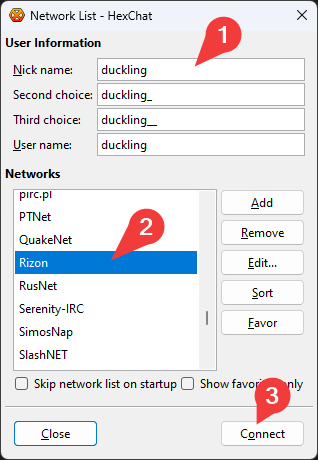 Network List - HexChat
User Information
1
Nick name: duckling
Second choice: duckling_
Third choice: duckling__
User name: duckling
Networks
pirc.pl
PTNet
QuakeNet
Rizon
RusNet
Serenity-IRC
SimosNap
SlashNET
2
Add
Remove
Edit...
Sort
Favor
Skip network list on startup
Show favori only
3
Close
Connect